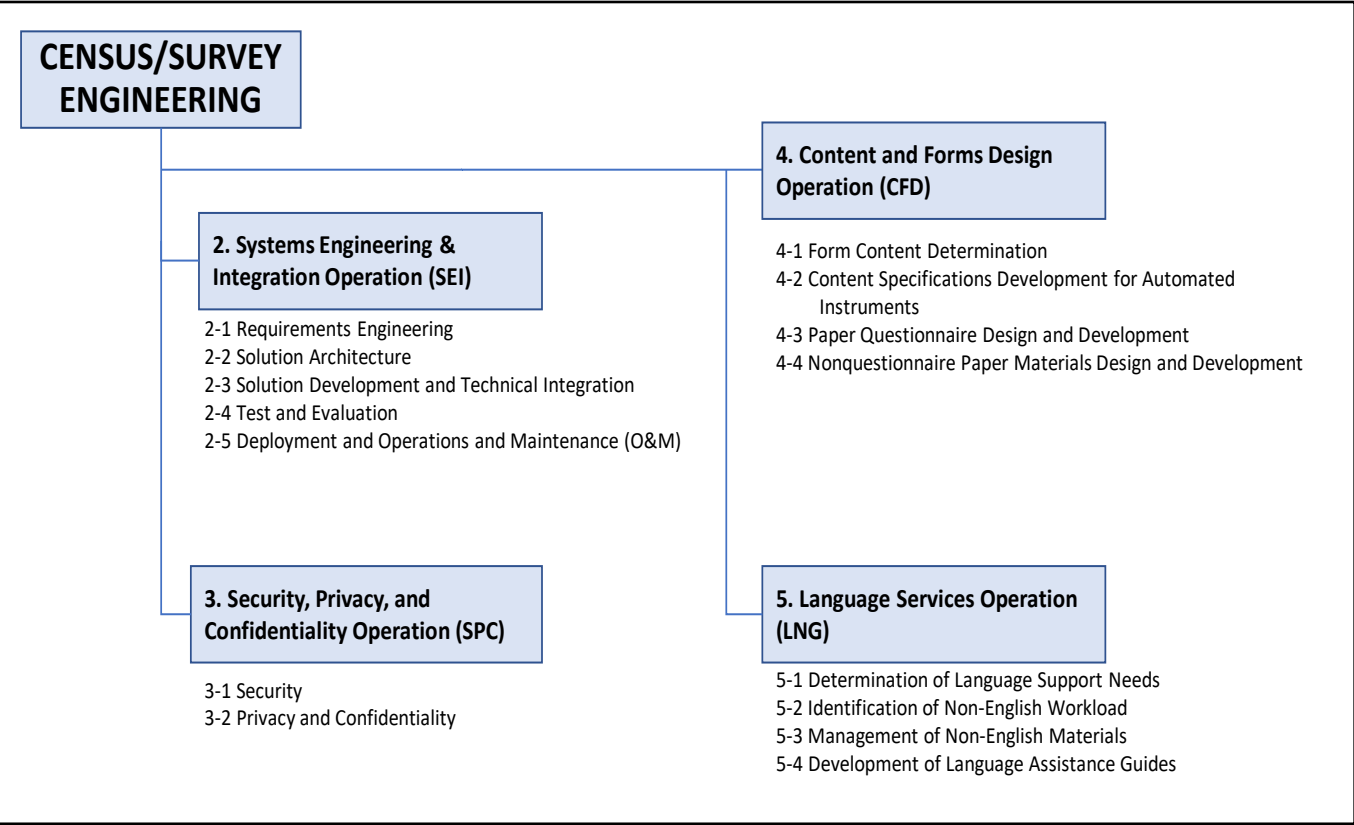 CENSUS/SURVEY
ENGINEERING
2. Systems Engineering &
Integration Operation (SEI)
2-1 Requirements Engineering
2-2 Solution Architecture
2-3 Solution Development and Technical Integration
2-4 Test and Evaluation
2-5 Deployment and Operations and Maintenance (O&M)
3. Security, Privacy, and
Confidentiality Operation (SPC)
3-1 Security
3-2 Privacy and Confidentiality
4. Content and Forms Design
Operation (CFD)
4-1 Form Content Determination
4-2 Content Specifications Development for Automated
Instruments
4-3 Paper Questionnaire Design and Development
4-4 Nonquestionnaire Paper Materials Design and Development
5. Language Services Operation
(LNG)
5-1 Determination of Language Support Needs
5-2 Identification of Non-English Workload
5-3 Management of Non-English Materials
5-4 Development of Language Assistance Guides